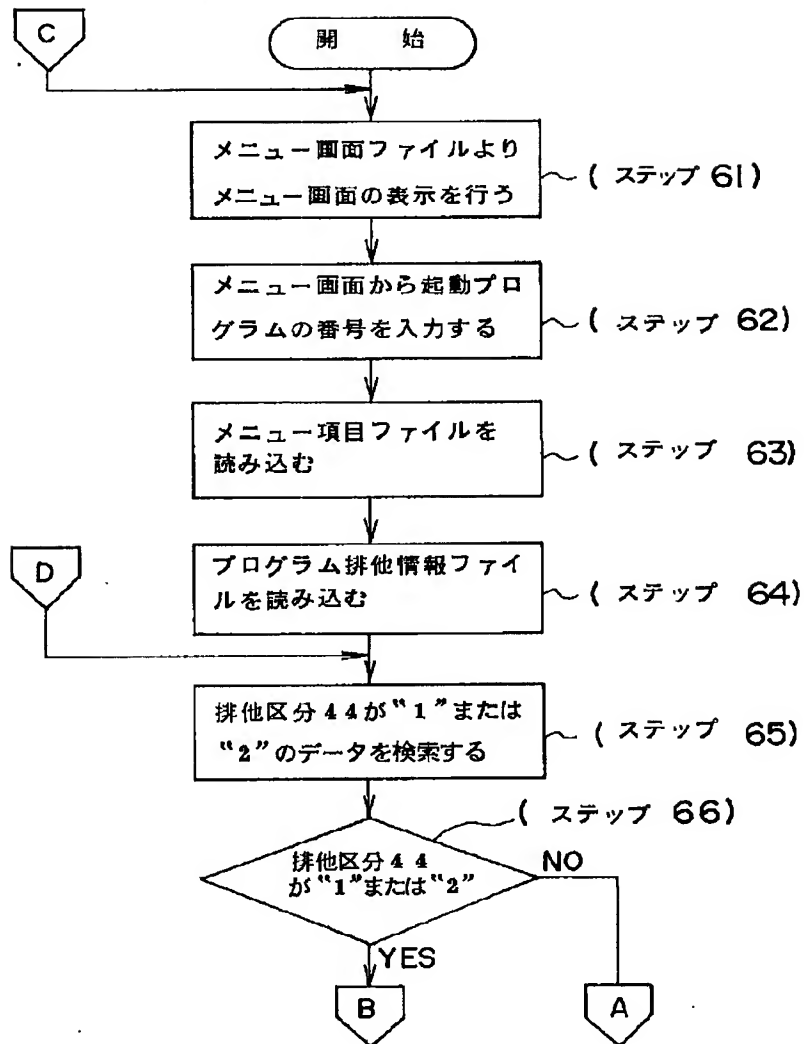 C
開 始
メニュー画面ファイルより
メニュー画面の表示を行う
( ステップ 61)
メニュー画面から起動プロ
グラムの番号を入力する
( ステップ 62)
メニュー項目ファイルを
読み込む
( ステップ 63)
D
プログラム排他情報ファイ
ルを読み込む
( ステップ 64)
排他区分44が“1”または
“2”のデータを検索する
( ステップ 65)
( ステップ 66)
排他区分44
が“1”または“2”
NO
YES
B
A